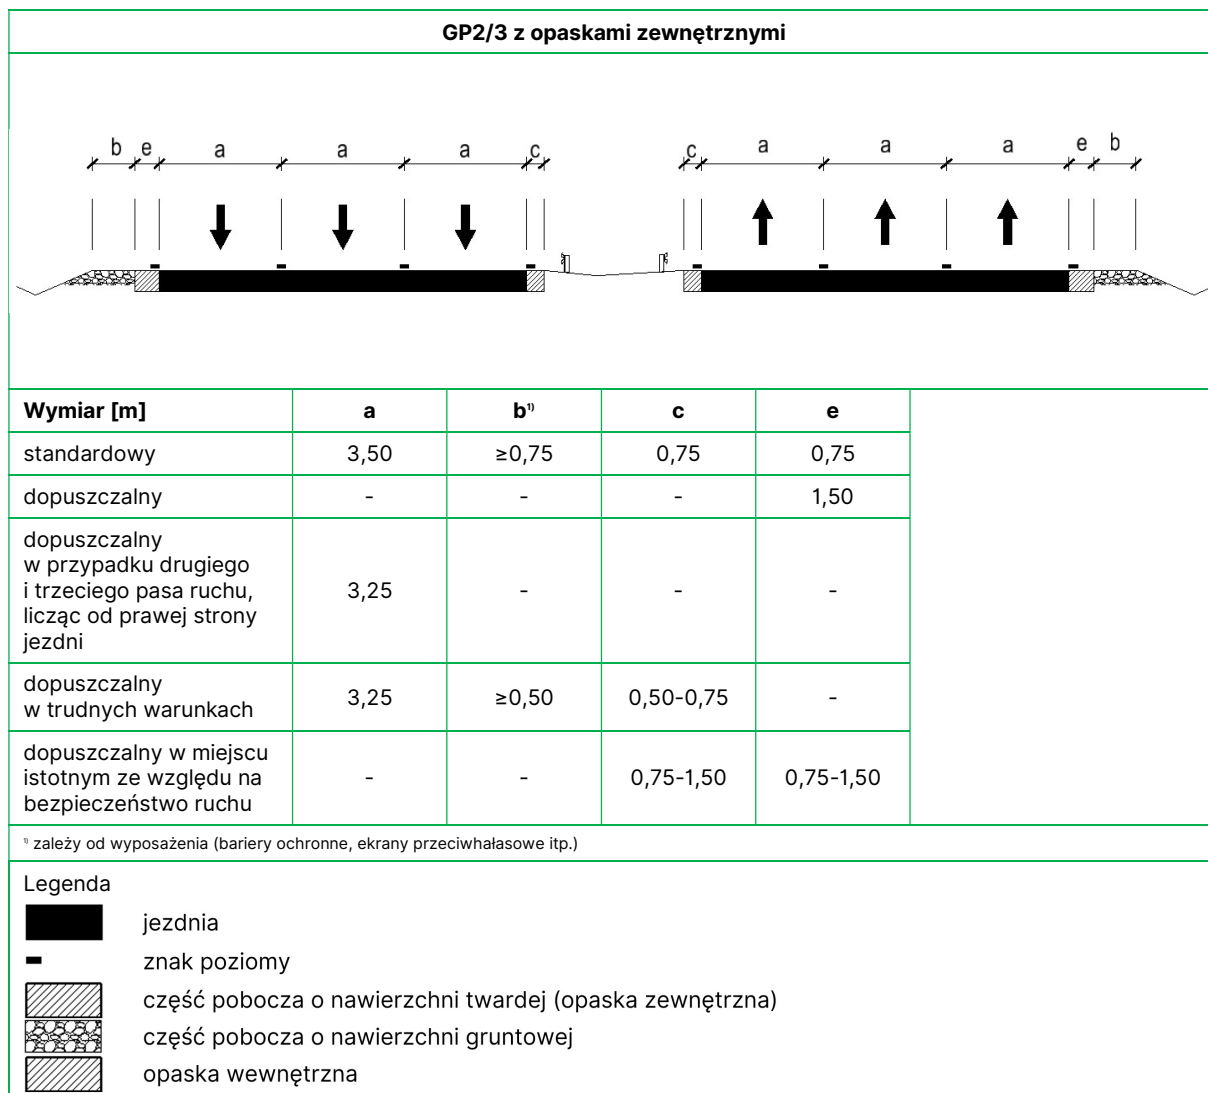 GP2/3 z opaskami zewnętrznymi
b e a a a c c a a a e b
Wymiar [m] a b¹⁾ c e
standardowy 3,50 ≥0,75 0,75 0,75
dopuszczalny - - - 1,50
dopuszczalny
w przypadku drugiego
i trzeciego pasa ruchu,
licząc od prawej strony
jezdni
3,25 - - -
dopuszczalny
w trudnych warunkach
3,25 ≥0,50 0,50-0,75 -
dopuszczalny w miejscu
istotnym ze względu na
bezpieczeństwo ruchu
- - 0,75-1,50 0,75-1,50
¹⁾ zależy od wyposażenia (bariery ochronne, ekrany przeciwhałasowe itp.)
Legenda
jezdnia
znak poziomy
część pobocza o nawierzchni twardej (opaska zewnętrzna)
część pobocza o nawierzchni gruntowej
opaska wewnętrzna